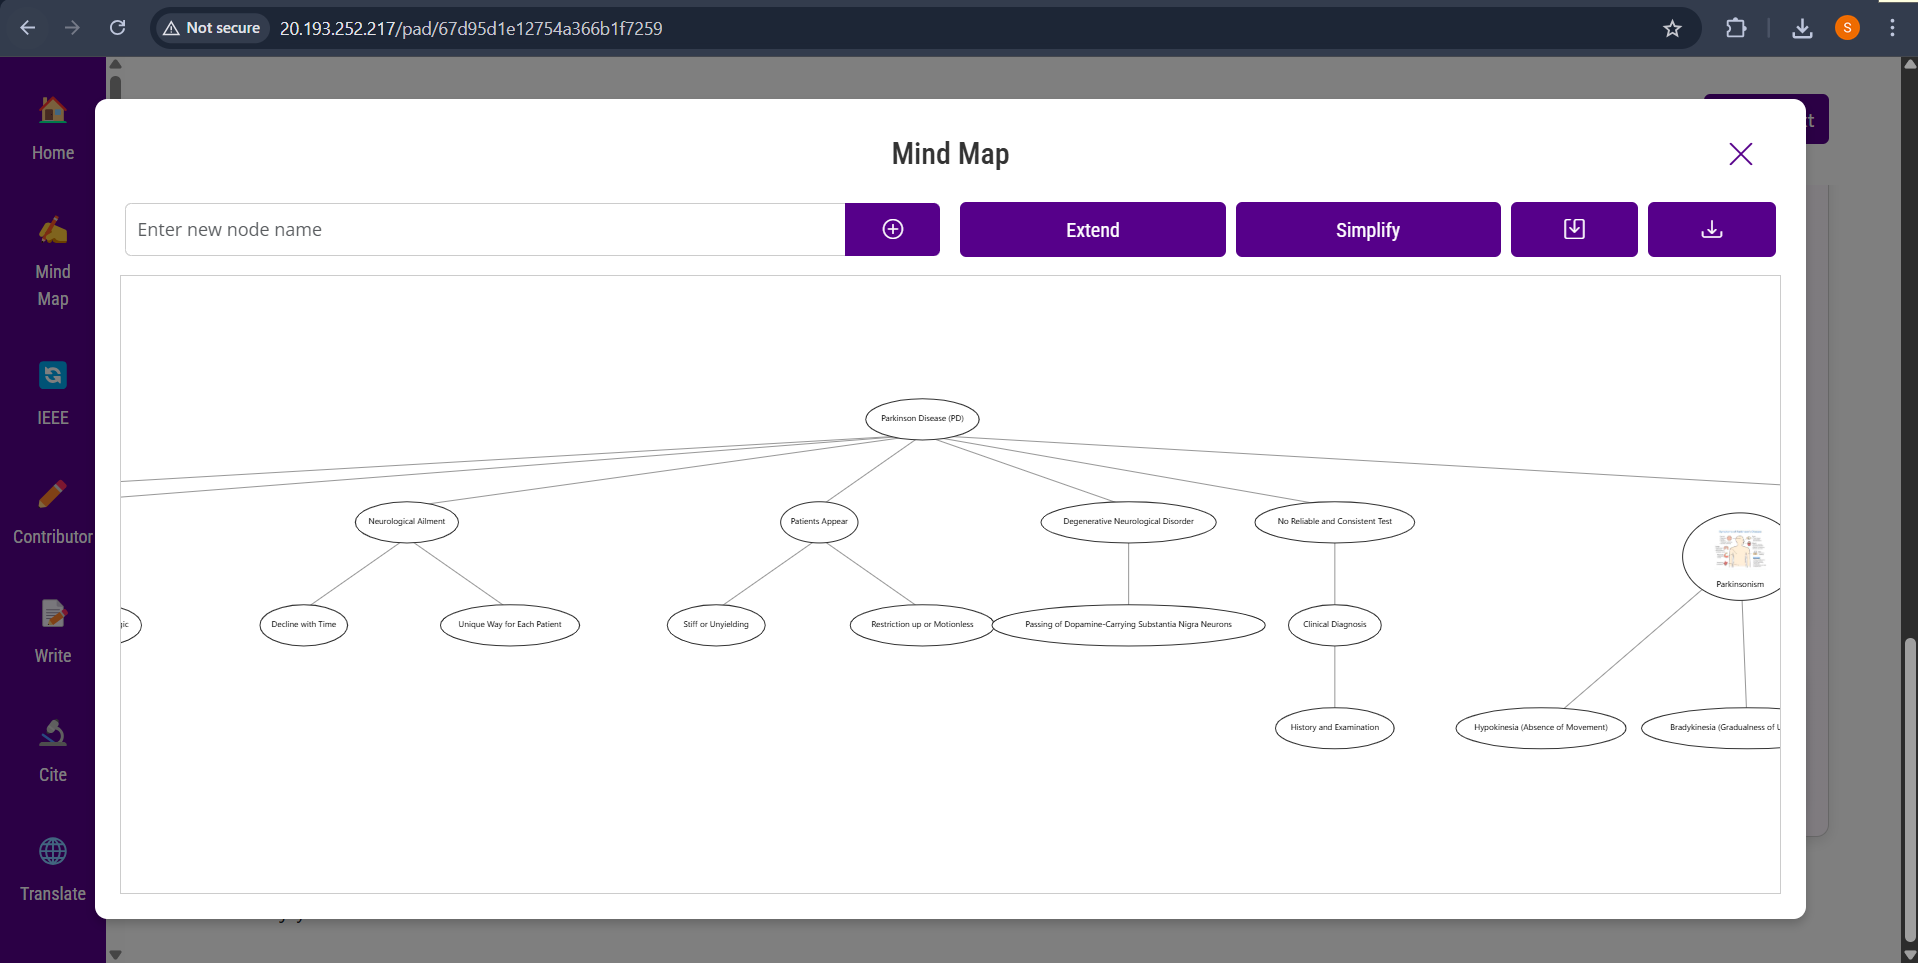 Not secure
20.193.252.217/pad/67d95d1e12754a366b1f7259
S
Home
Mind
Map
IEEE
Contributor
Write
Cite
Translate
Mind Map
Enter new node name
Extend
Simplify
Parkinson Disease (PD)
Neurological Ailment
Patients Appear
Degenerative Neurological Disorder
No Reliable and Consistent Test
Parkinsonism
gic
Decline with Time
Unique Way for Each Patient
Stiff or Unyielding
Restriction up or Motionless
Passing of Dopamine-Carrying Substantia Nigra Neurons
Clinical Diagnosis
History and Examination
Hypokinesia (Absence of Movement)
Bradykinesia (Gradualness of